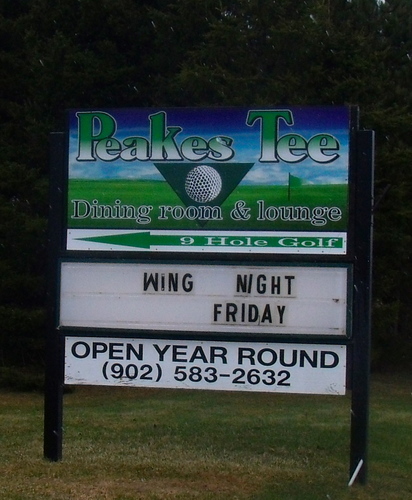 Peakes Tee
Dining room & lounge
9 Hole Golf
WING NIGHT
FRIDAY
OPEN YEAR ROUND
(902) 583-2632